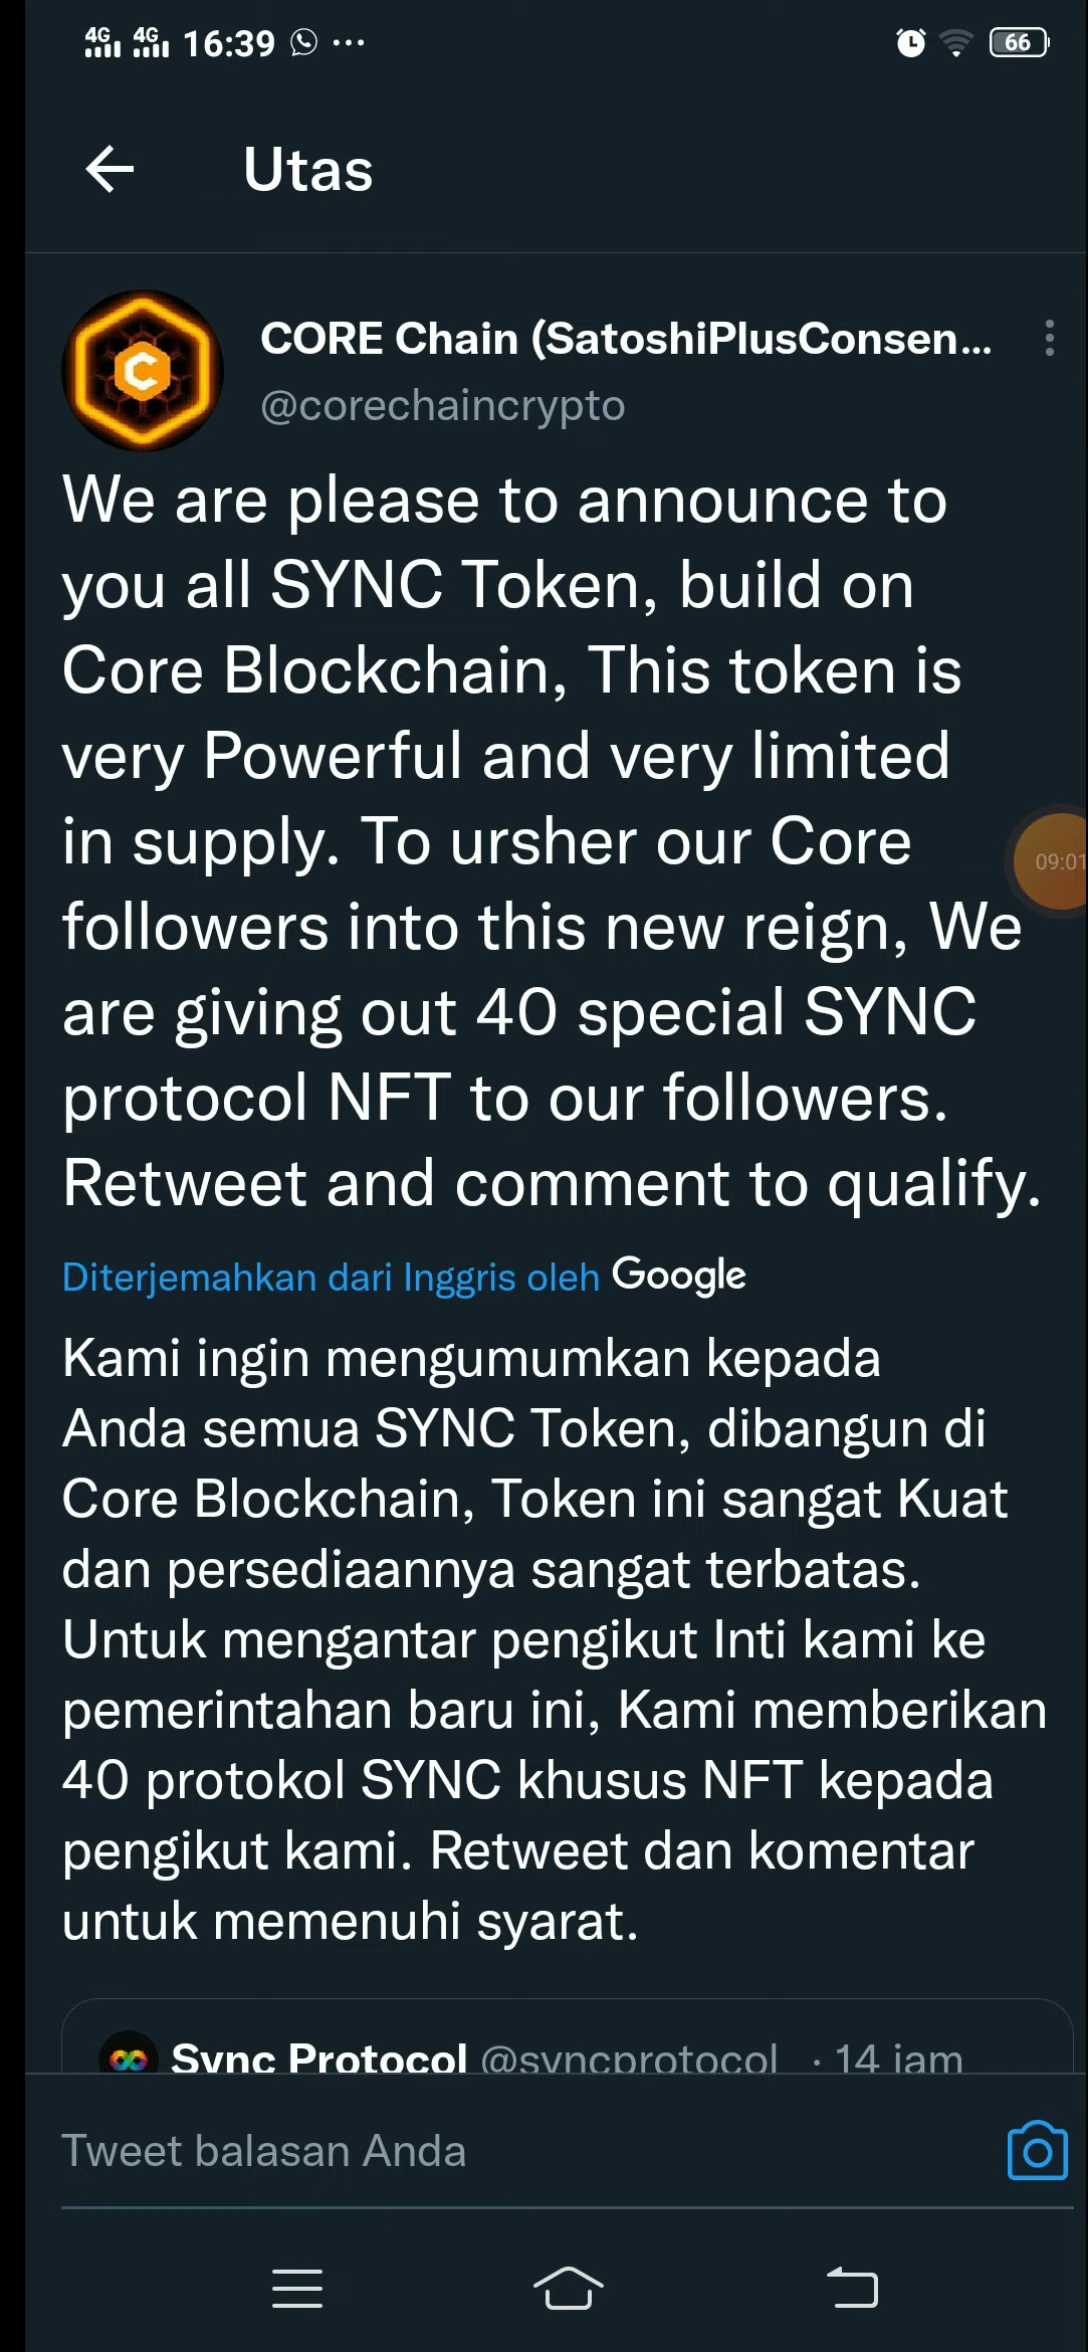 4G 4G 16:39 66
Utas
CORE Chain (SatoshiPlusConsen...
@corechaincrypto
We are please to announce to
you all SYNC Token, build on
Core Blockchain, This token is
very Powerful and very limited
in supply. To ursher our Core
09:01
followers into this new reign, We
are giving out 40 special SYNC
protocol NFT to our followers.
Retweet and comment to qualify.
Diterjemahkan dari Inggris oleh Google
Kami ingin mengumumkan kepada
Anda semua SYNC Token, dibangun di
Core Blockchain, Token ini sangat Kuat
dan persediaannya sangat terbatas.
Untuk mengantar pengikut Inti kami ke
pemerintahan baru ini, Kami memberikan
40 protokol SYNC khusus NFT kepada
pengikut kami. Retweet dan komentar
untuk memenuhi syarat.
Sync Protocol @syncprotocol · 14 jam
Tweet balasan Anda